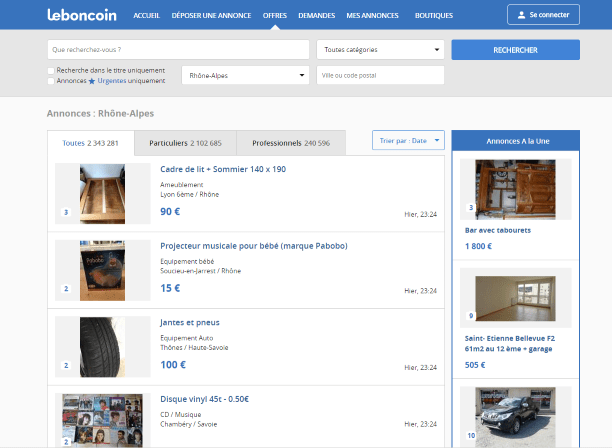 leboncoin
ACCUEIL DÉPOSER UNE ANNONCE OFFRES DEMANDES MES ANNONCES BOUTIQUES
Se connecter
Que recherchez-vous ?
Toutes catégories
RECHERCHER
Recherche dans le titre uniquement
Annonces Urgentes uniquement
Rhône-Alpes
Ville ou code postal
Annonces : Rhône-Alpes
Toutes 2 343 281
Particuliers 2 102 685
Professionnels 240 596
Trier par : Date
3
Cadre de lit + Sommier 140 x 190
Ameublement
Lyon 6ème / Rhône
90 €
Hier, 23:24
Pabobo
2
Projecteur musicale pour bébé (marque Pabobo)
Equipement bébé
Soucieu-en-Jarrest / Rhône
15 €
Hier, 23:24
2
Jantes et pneus
Equipement Auto
Thônes / Haute-Savoie
100 €
Hier, 23:24
2
Disque vinyl 45t - 0.50€
CD / Musique
Chambéry / Savoie
Hier, 23:24
Annonces A la Une
3
Bar avec tabourets
1 800 €
9
Saint- Etienne Bellevue F2
61m2 au 12 ème + garage
505 €
10